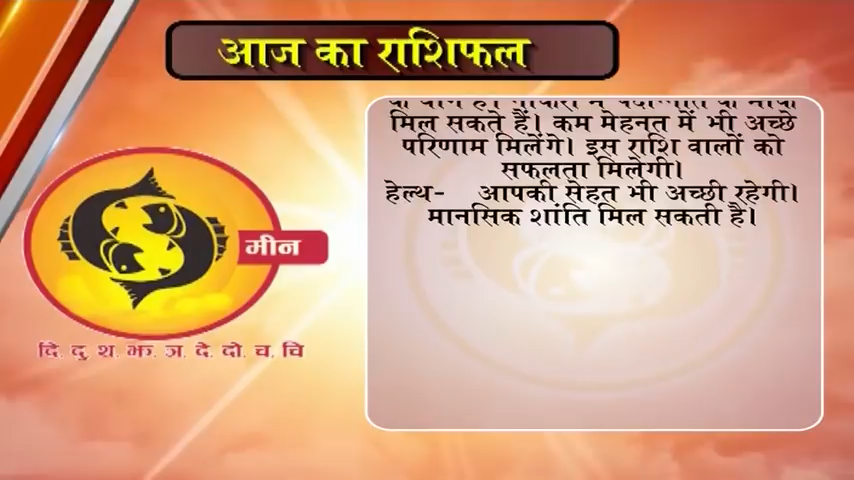 आज का राशिफल
मिल सकते हैं। कम मेहनत में भी अच्छे
परिणाम मिलेंगे। इस राशि वालों को
सफलता मिलेगी।
हेल्थ- आपकी सेहत भी अच्छी रहेगी।
मानसिक शांति मिल सकती है।
मीन
दि. दु. श. झ. ञ. दे. दो. च. चि